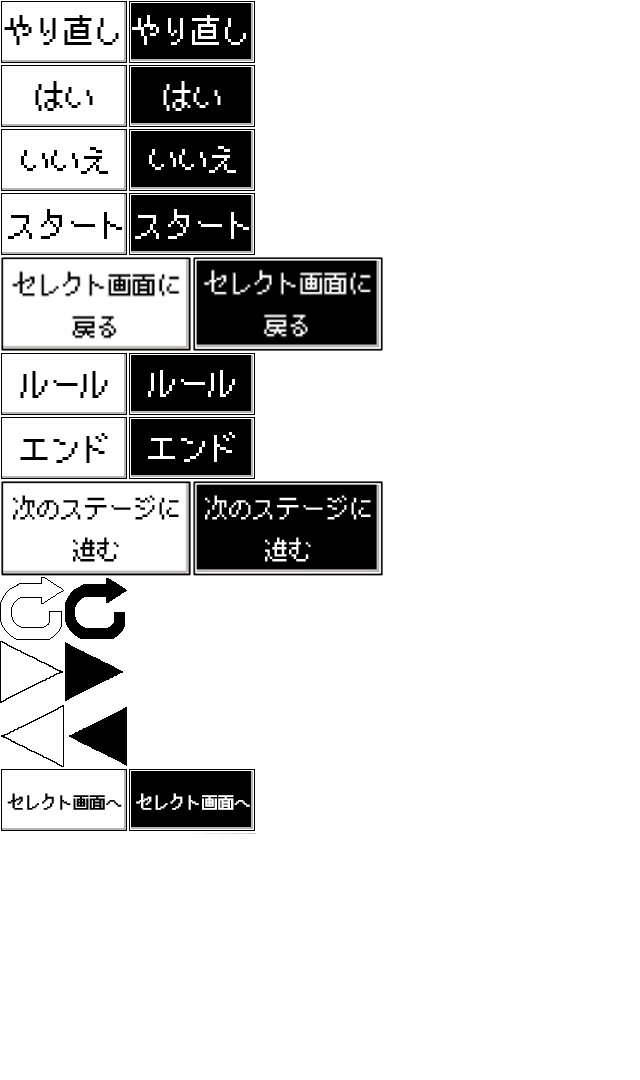 やり直し やり直し
はい はい
いいえ いいえ
スタート スタート
セレクト画面に セレクト画面に
戻る 戻る
ルール ルール
エンド エンド
次のステージに 次のステージに
進む 進む
セレクト画面へ セレクト画面へ